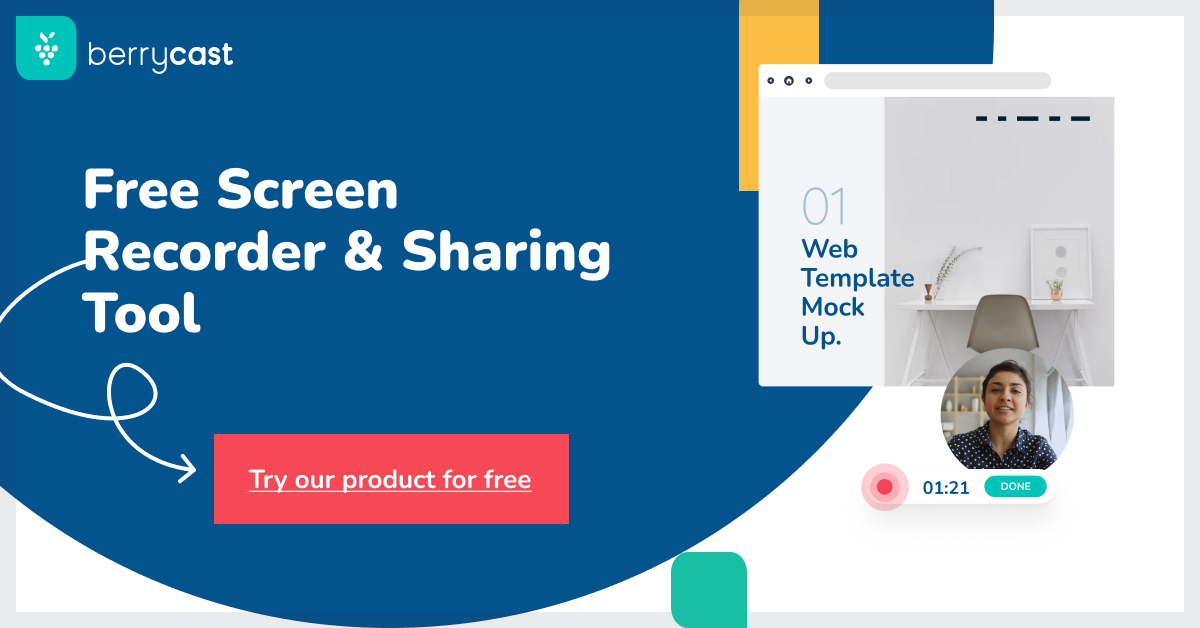 berrycast
Free Screen
Recorder & Sharing
Tool
Try our product for free
01
Web
Template
Mock
Up.
01:21
DONE